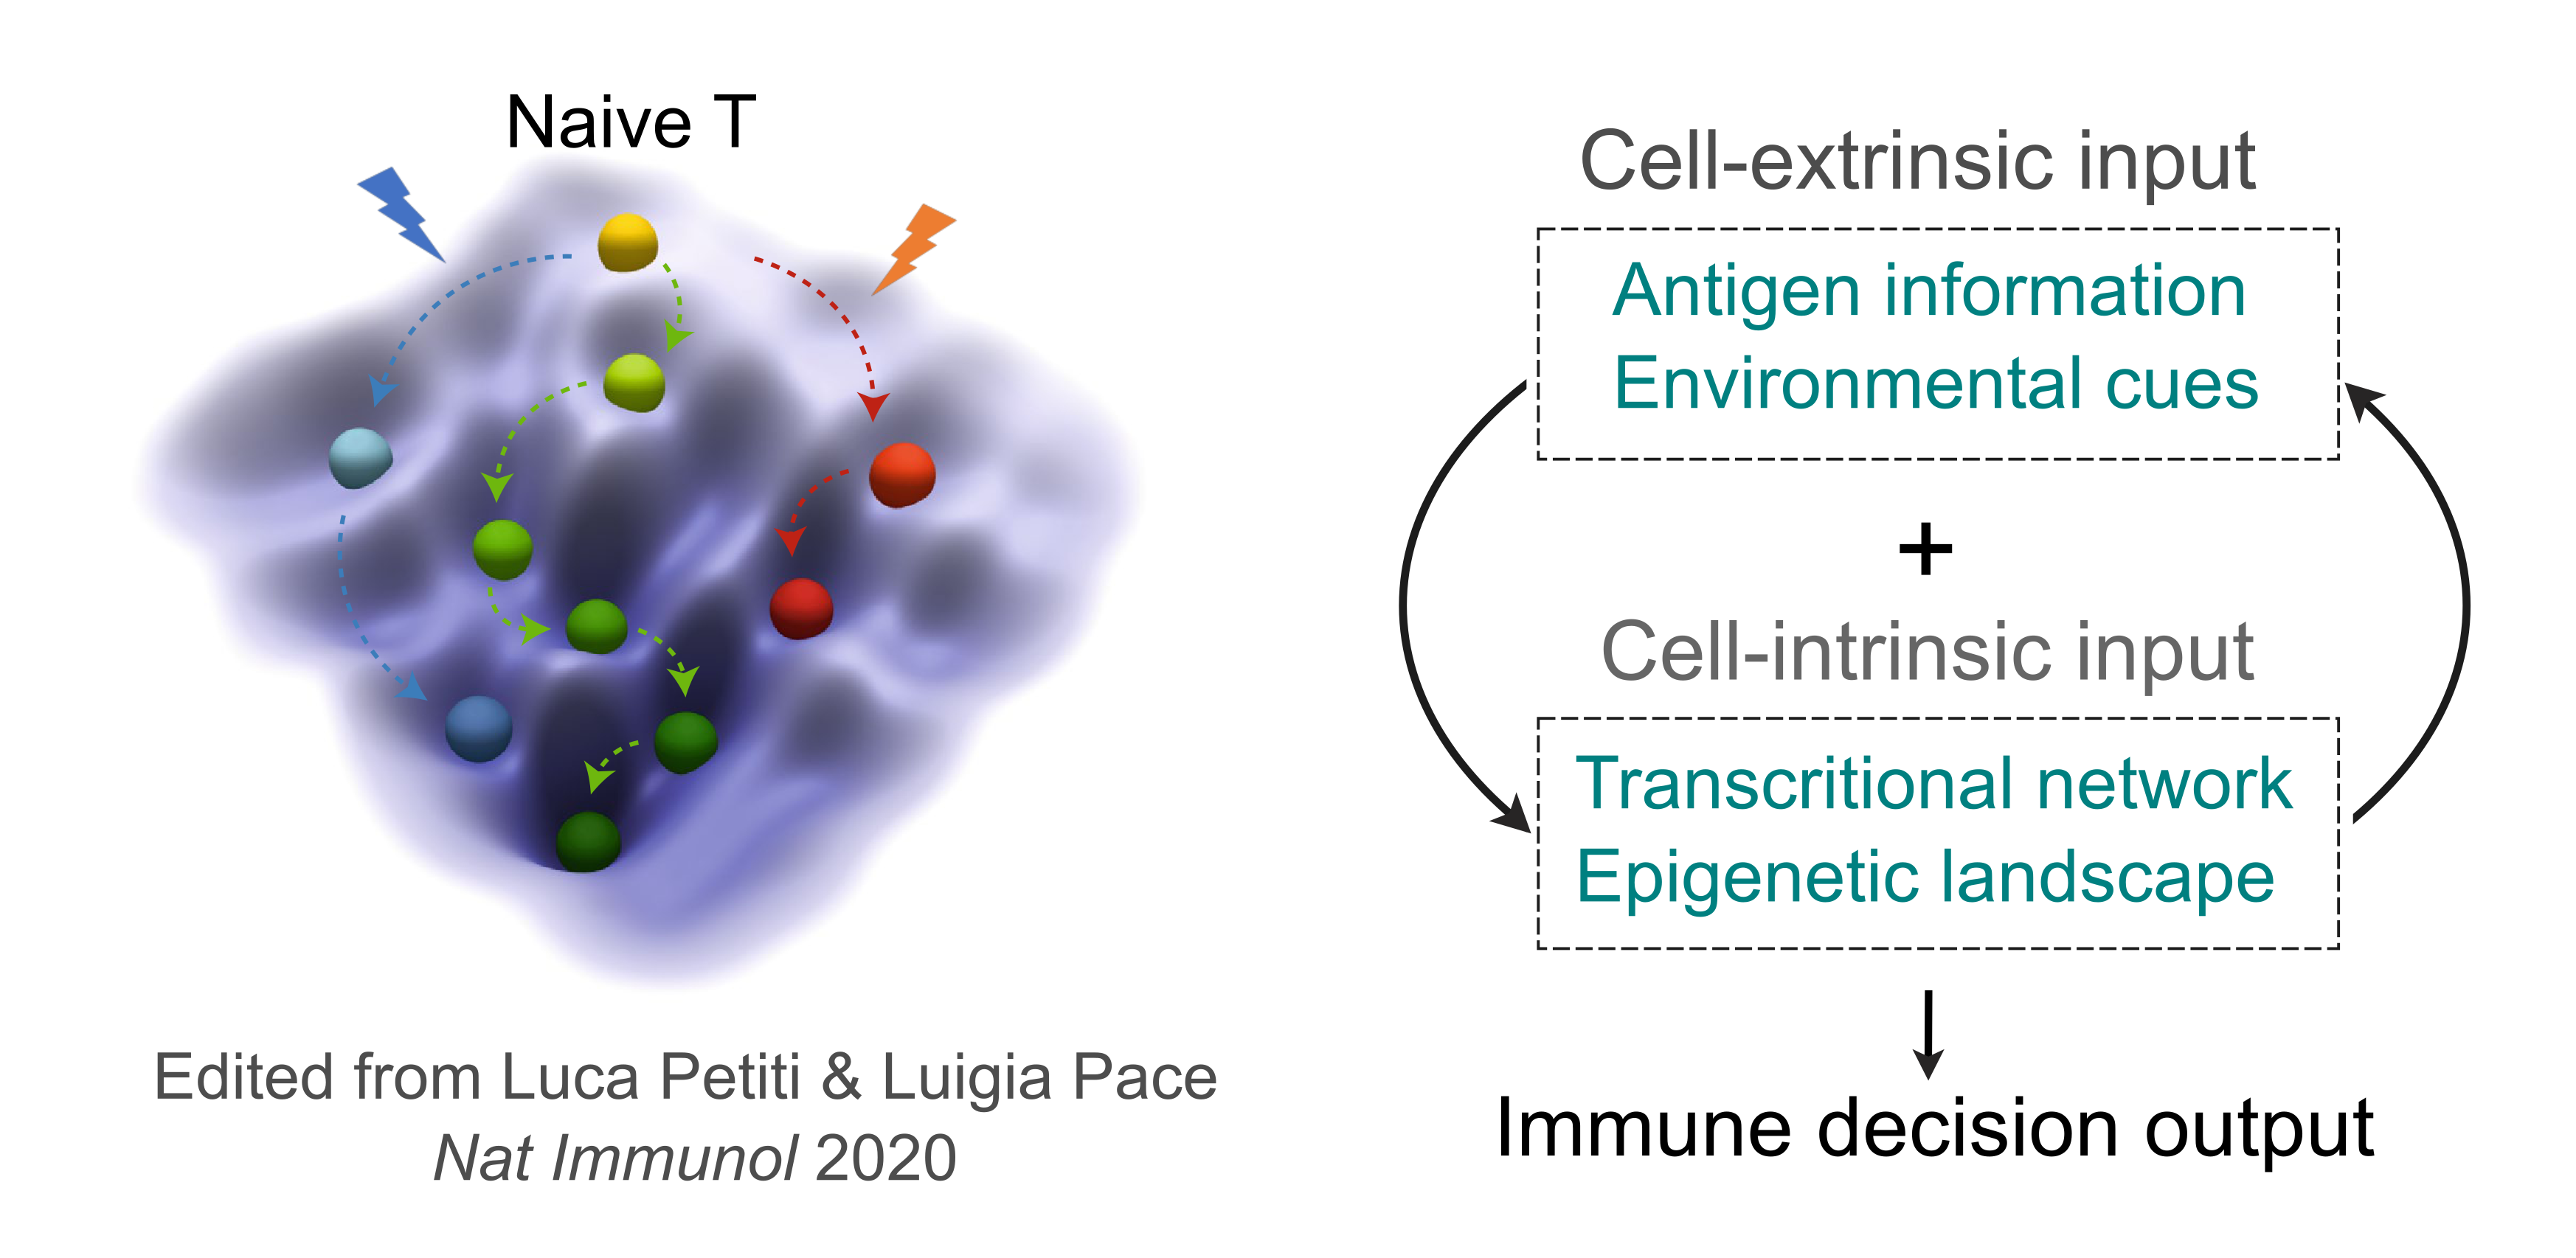 Naive T
Edited from Luca Petiti & Luigia Pace
Nat Immunol 2020
Cell-extrinsic input
Antigen information
Environmental cues
+
Cell-intrinsic input
Transcritional network
Epigenetic landscape
Immune decision output